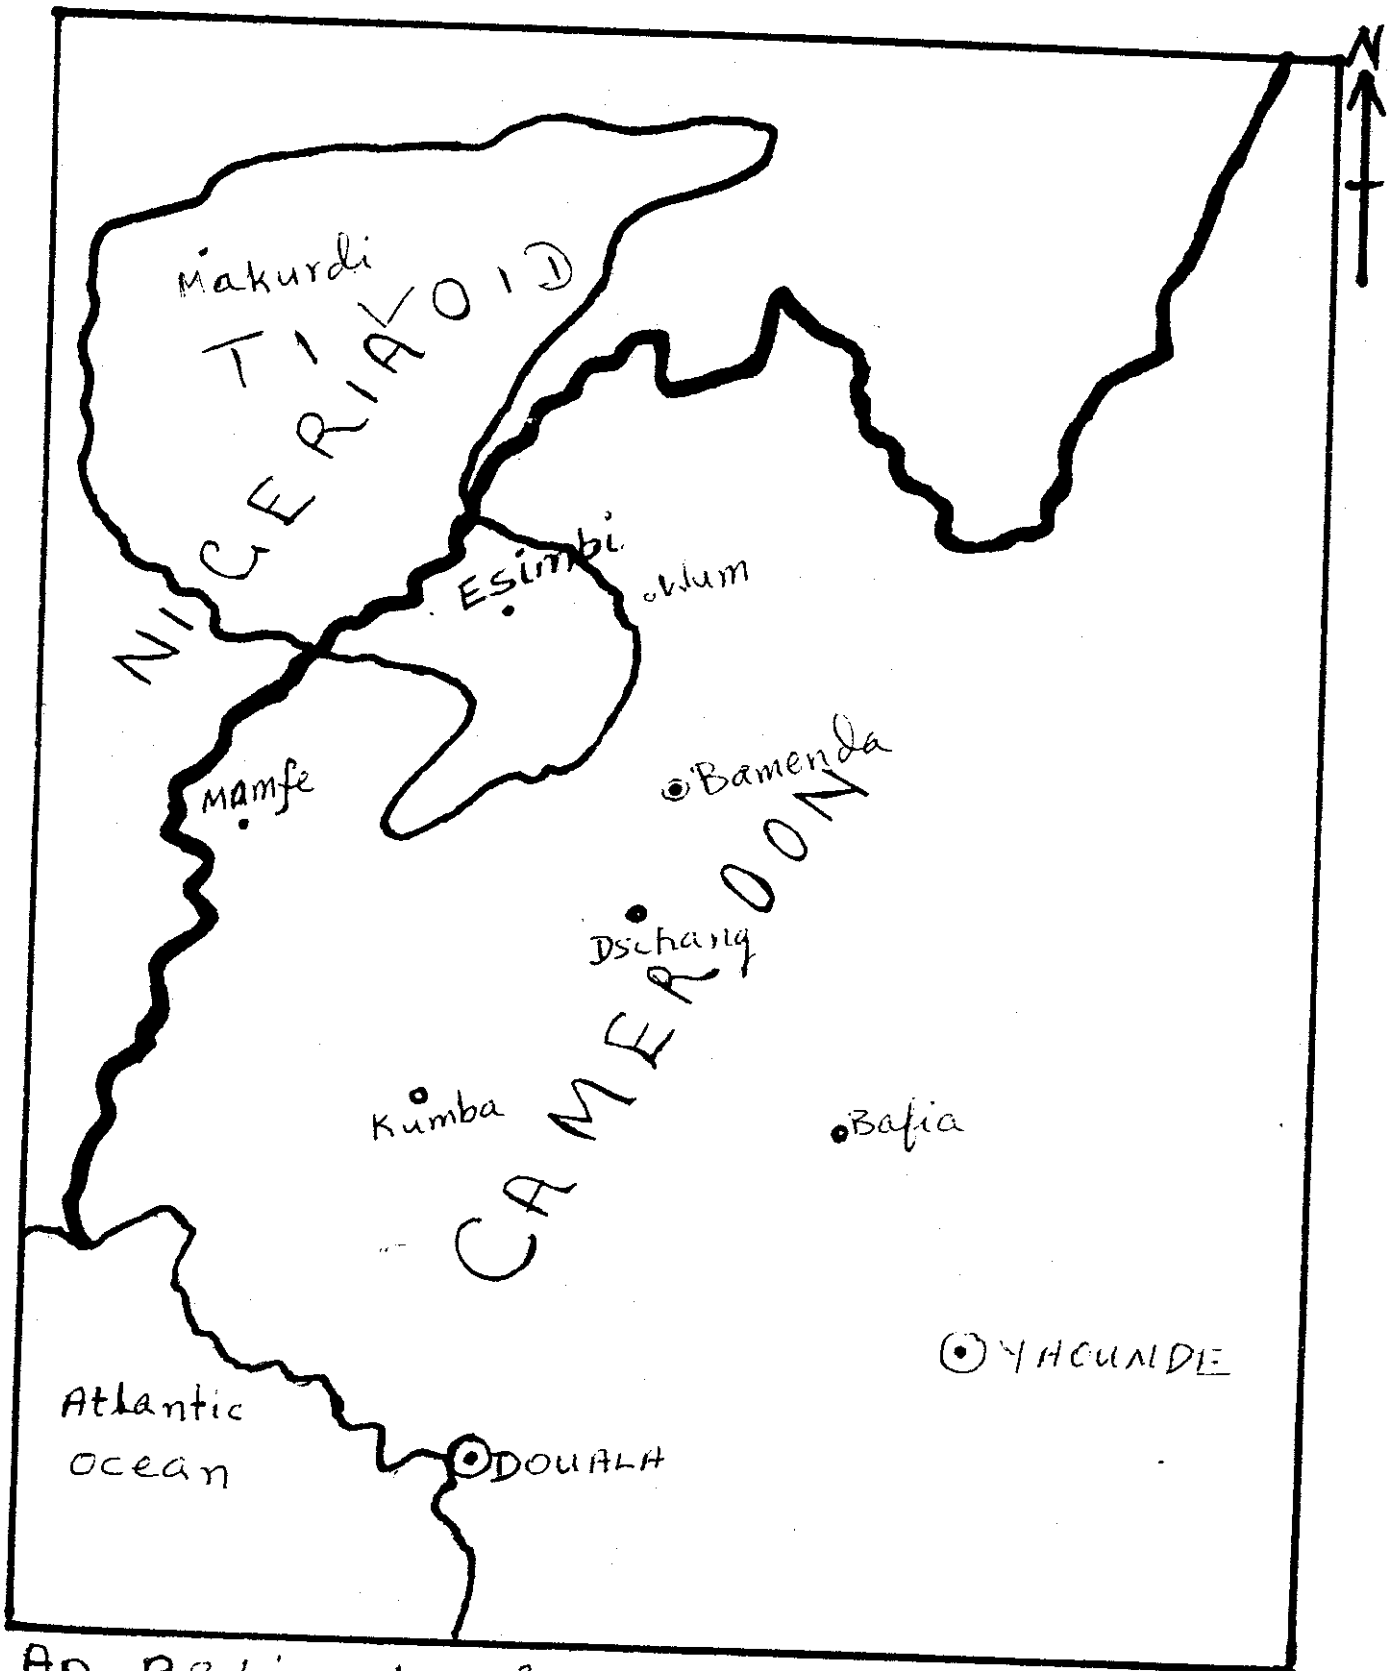 N
Makurdi
TIVOID
NIGERIA
Esimbi
Wum
Mamfe
Bamenda
CAMEROON
Dschang
Kumba
Bafia
YAOUNDE
Atlantic
ocean
DOUALA